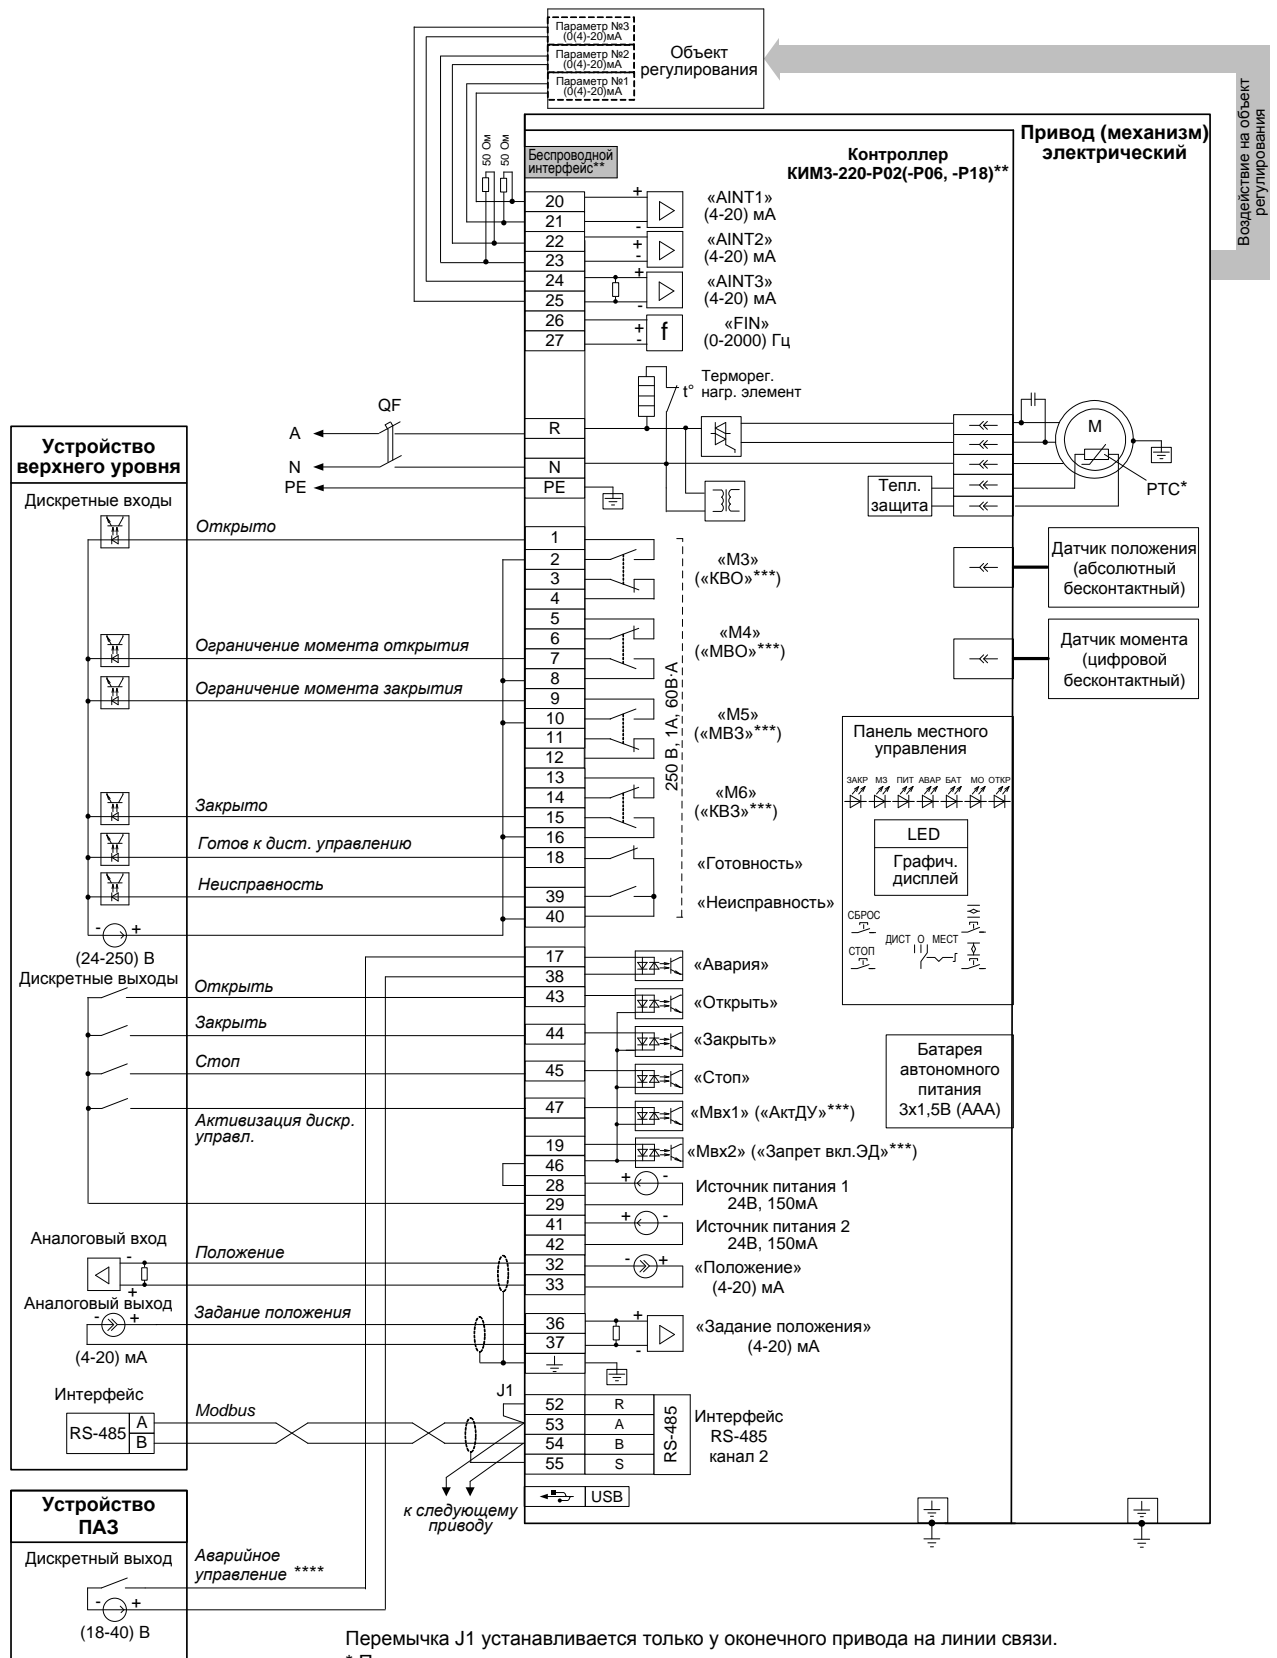 Параметр №3
(0(4)-20)мА
Параметр №2
(0(4)-20)мА
Параметр №1
(0(4)-20)мА
Объект
регулирования
Воздействие на объект
регулирования
50 Ом
50 Ом
Беспроводной
интерфейс**
Контроллер
КИМ3-220-Р02(-Р06, -Р18)**
Привод (механизм)
электрический
20
21
22
23
24
25
26
27
+
-
«AINT1»
(4-20) мА
+
-
«AINT2»
(4-20) мА
+
-
«AINT3»
(4-20) мА
+
-
f
«FIN»
(0-2000) Гц
Терморег.
t° нагр. элемент
QF
A
N
PE
R
N
PE
M
PTC*
Тепл.
защита
Устройство
верхнего уровня
Дискретные входы
Открыто
Ограничение момента открытия
Ограничение момента закрытия
Закрыто
Готов к дист. управлению
Неисправность
- +
(24-250) В
1
2
3
4
5
6
7
8
9
10
11
12
13
14
15
16
18
39
40
«М3»
(«КВО»***)
«М4»
(«МВО»***)
«М5»
(«МВЗ»***)
«М6»
(«КВЗ»***)
«Готовность»
«Неисправность»
250 В, 1А, 60В·А
Датчик положения
(абсолютный
бесконтактный)
Датчик момента
(цифровой
бесконтактный)
Панель местного
управления
ЗАКР МЗ ПИТ АВАР БАТ МО ОТКР
LED
Графич.
дисплей
СБРОС
СТОП
ДИСТ О МЕСТ
Батарея
автономного
питания
3х1,5В (ААА)
Дискретные выходы
Открыть
Закрыть
Стоп
Активизация дискр.
управл.
17
38
43
44
45
47
19
46
28
29
41
42
32
33
36
37
«Авария»
«Открыть»
«Закрыть»
«Стоп»
«Мвх1» («АктДУ»***)
«Мвх2» («Запрет вкл.ЭД»***)
+ -
Источник питания 1
24В, 150мА
+ -
Источник питания 2
24В, 150мА
- +
«Положение»
(4-20) мА
+
-
«Задание положения»
(4-20) мА
Аналоговый вход
-
+
Положение
Аналоговый выход
- +
(4-20) мА
Задание положения
Интерфейс
RS-485
A
B
Modbus
J1
52 R
53 A
54 B
55 S
RS-485
Интерфейс
RS-485
канал 2
USB
к следующему
приводу
Устройство
ПАЗ
Дискретный выход
- +
(18-40) В
Аварийное
управление ****
Перемычка J1 устанавливается только у оконечного привода на линии связи.